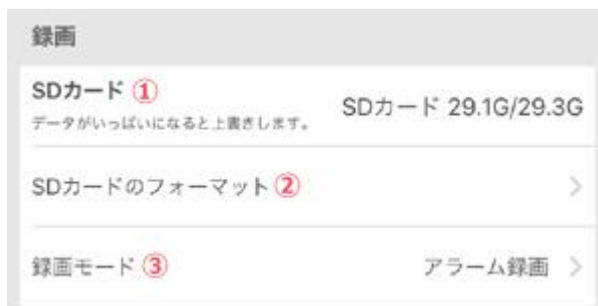 録画
SDカード ①
SDカード 29.1G/29.3G
データがいっぱいになると上書きします。
SDカードのフォーマット ②
録画モード ③ アラーム録画